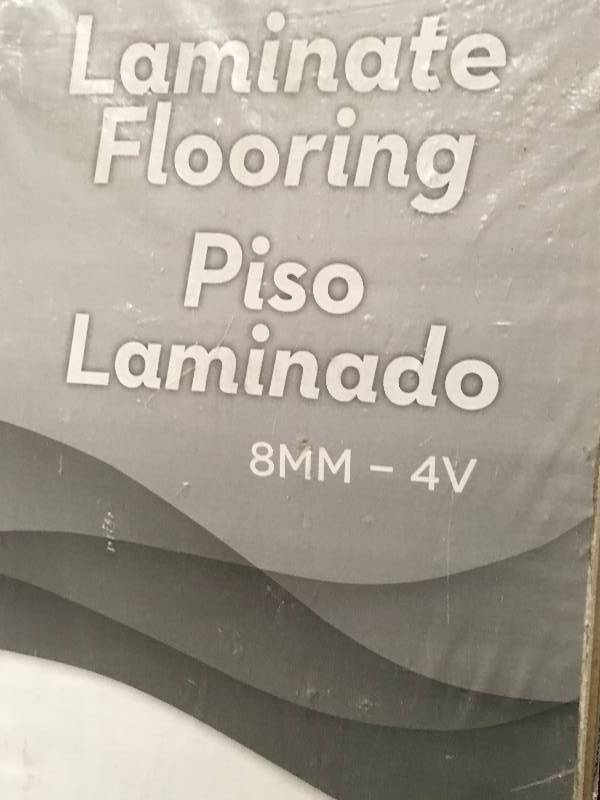 Laminate
Flooring
Piso
Laminado
8MM – 4V